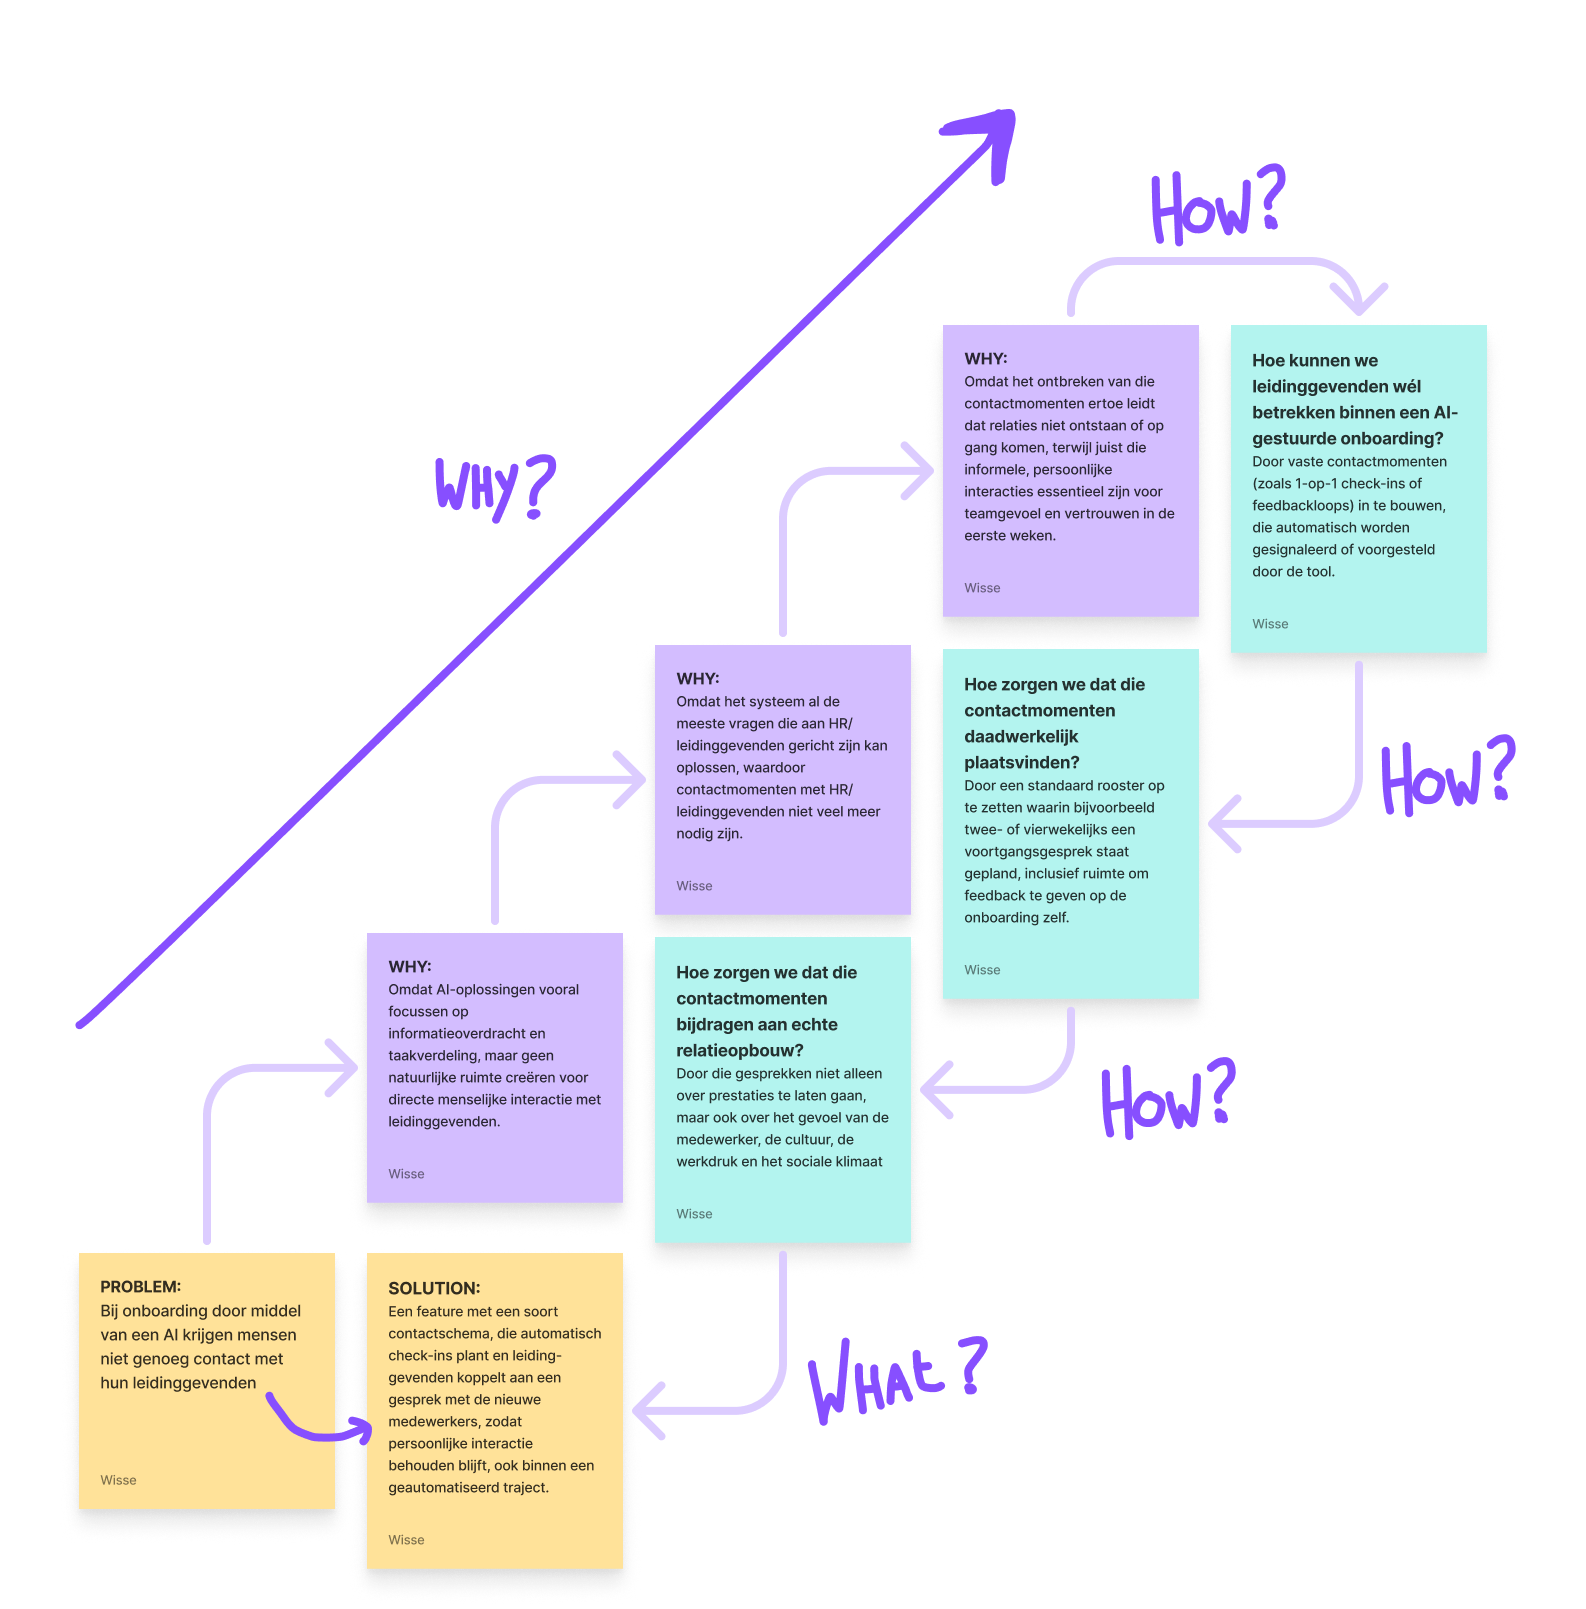 HOW?
WHY:
Omdat het ontbreken van die
contactmomenten ertoe leidt
dat relaties niet ontstaan of op
gang komen, terwijl juist die
informele, persoonlijke
interacties essentieel zijn voor
teamgevoel en vertrouwen in de
eerste weken.
Wisse
Hoe kunnen we
leidinggevenden wél
betrekken binnen een AI-
gestuurde onboarding?
Door vaste contactmomenten
(zoals 1-op-1 check-ins of
feedbackloops) in te bouwen,
die automatisch worden
gesignaleerd of voorgesteld
door de tool.
Wisse
WHY?
WHY:
Omdat het systeem al de
meeste vragen die aan HR/
leidinggevenden gericht zijn kan
oplossen, waardoor
contactmomenten met HR/
leidinggevenden niet veel meer
nodig zijn.
Wisse
Hoe zorgen we dat die
contactmomenten
daadwerkelijk
plaatsvinden?
Door een standaard rooster op
te zetten waarin bijvoorbeeld
twee- of vierwekelijks een
voortgangsgesprek staat
gepland, inclusief ruimte om
feedback te geven op de
onboarding zelf.
Wisse
HOW?
WHY:
Omdat AI-oplossingen vooral
focussen op
informatieoverdracht en
taakverdeling, maar geen
natuurlijke ruimte creëren voor
directe menselijke interactie met
leidinggevenden.
Wisse
Hoe zorgen we dat die
contactmomenten
bijdragen aan echte
relatieopbouw?
Door die gesprekken niet alleen
over prestaties te laten gaan,
maar ook over het gevoel van de
medewerker, de cultuur, de
werkdruk en het sociale klimaat
Wisse
HOW?
PROBLEM:
Bij onboarding door middel
van een AI krijgen mensen
niet genoeg contact met
hun leidinggevenden
Wisse
SOLUTION:
Een feature met een soort
contactschema, die automatisch
check-ins plant en leiding-
gevenden koppelt aan een
gesprek met de nieuwe
medewerkers, zodat
persoonlijke interactie
behouden blijft, ook binnen een
geautomatiseerd traject.
Wisse
WHAt?